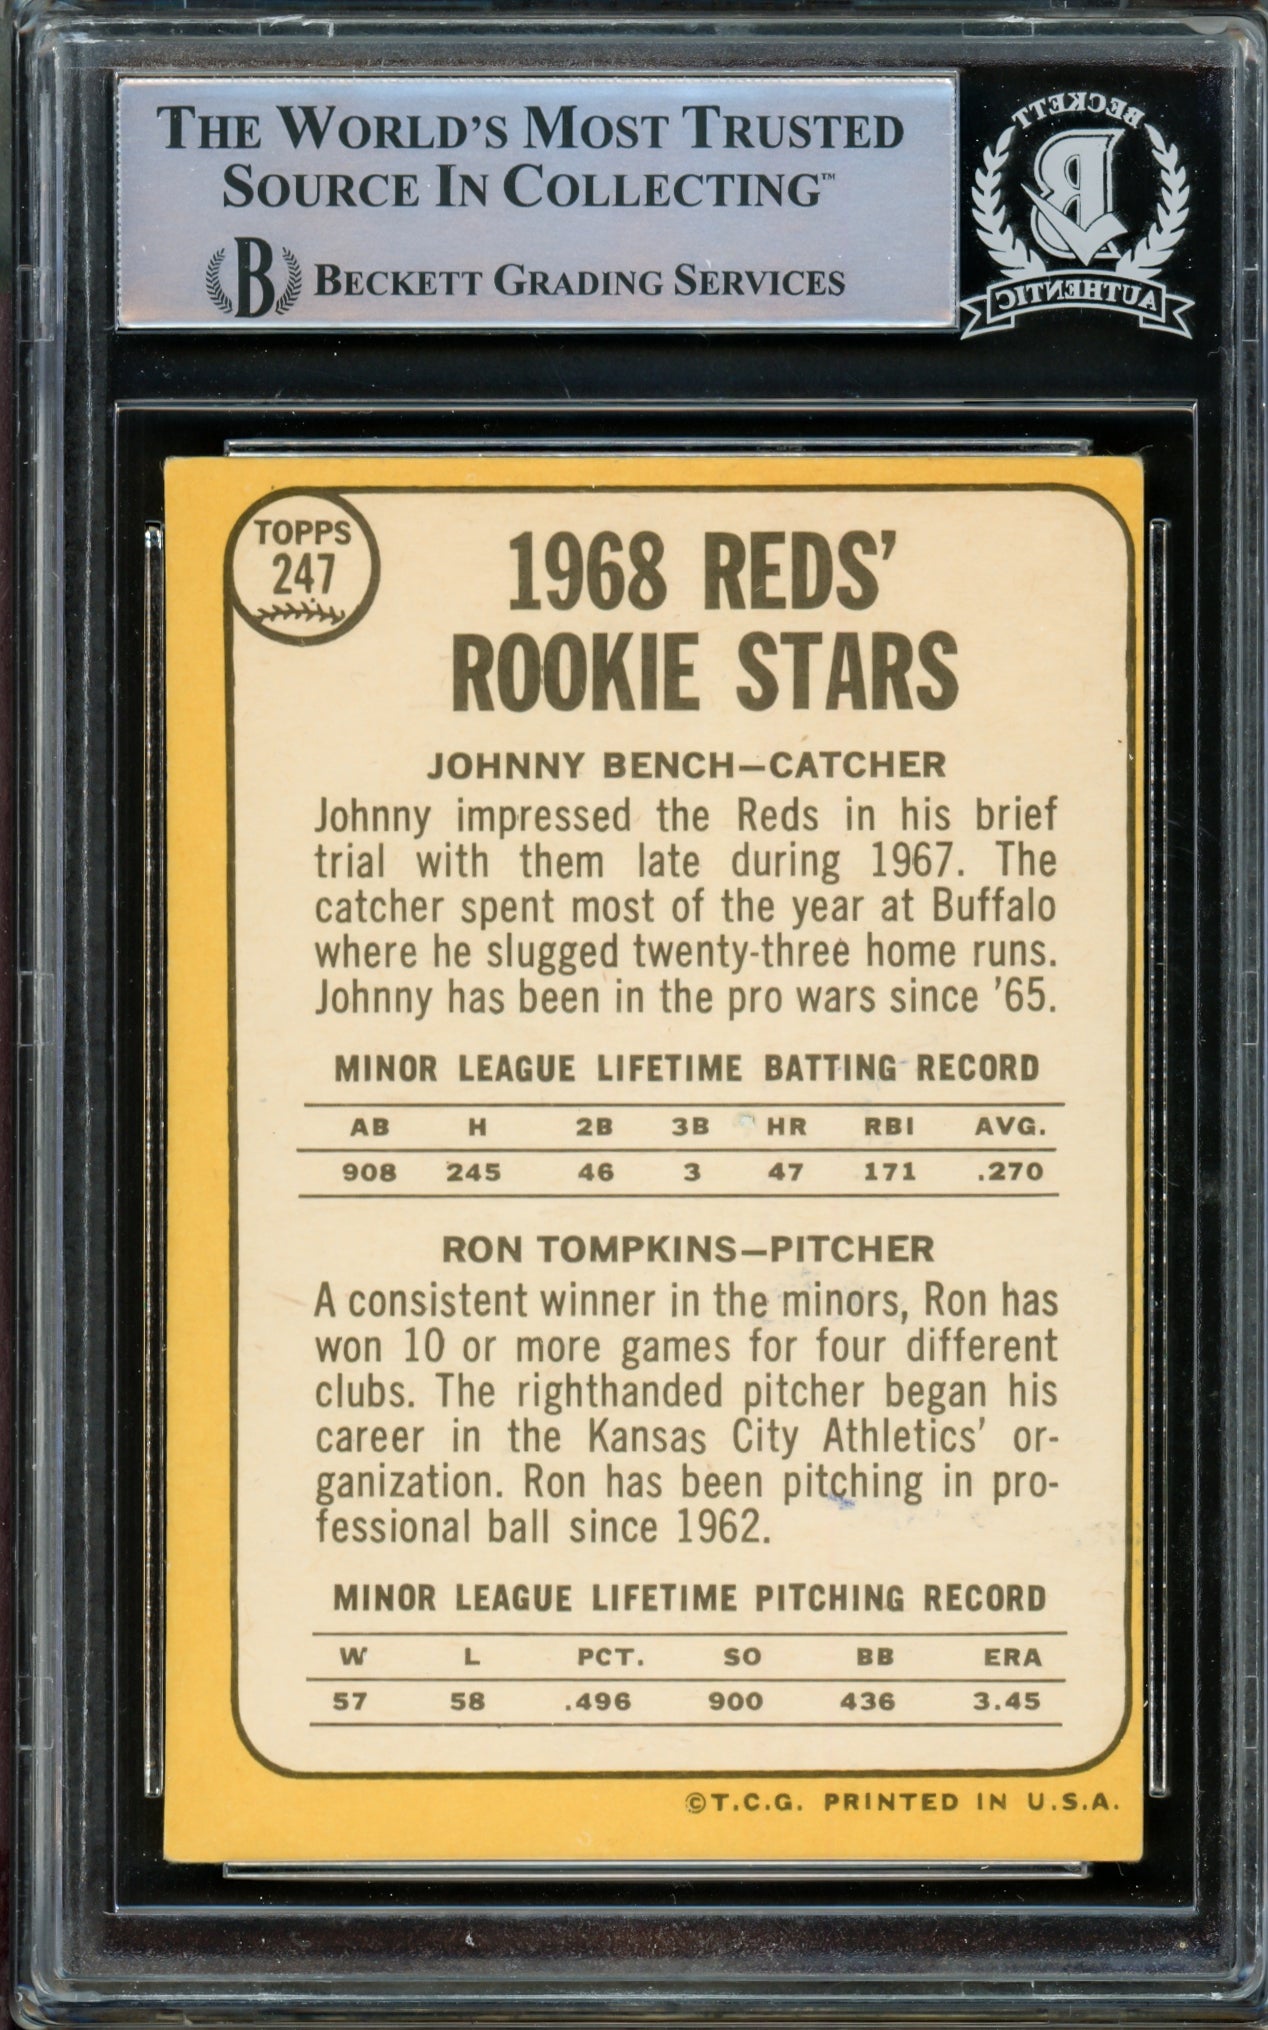 THE WORLD'S MOST TRUSTED
SOURCE IN COLLECTING™
B BECKETT GRADING SERVICES
BECKETT
B
AUTHENTIC
TOPPS
247
1968 REDS'
ROOKIE STARS
JOHNNY BENCH—CATCHER
Johnny impressed the Reds in his brief
trial with them late during 1967. The
catcher spent most of the year at Buffalo
where he slugged twenty-three home runs.
Johnny has been in the pro wars since '65.
MINOR LEAGUE LIFETIME BATTING RECORD
AB H 2B 3B HR RBI AVG.
908 245 46 3 47 171 .270
RON TOMPKINS—PITCHER
A consistent winner in the minors, Ron has
won 10 or more games for four different
clubs. The righthanded pitcher began his
career in the Kansas City Athletics' or-
ganization. Ron has been pitching in pro-
fessional ball since 1962.
MINOR LEAGUE LIFETIME PITCHING RECORD
W L PCT. SO BB ERA
57 58 .496 900 436 3.45
©T.C.G. PRINTED IN U.S.A.